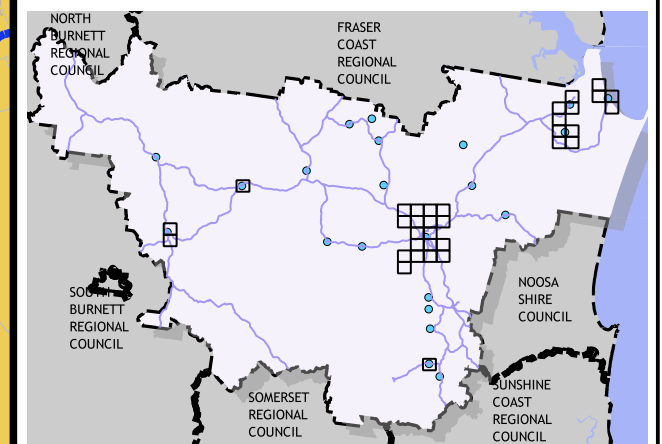 NORTH
BURNETT
REGIONAL
COUNCIL
FRASER
COAST
REGIONAL
COUNCIL
SOUTH
BURNETT
REGIONAL
COUNCIL
NOOSA
SHIRE
COUNCIL
SOMERSET
REGIONAL
COUNCIL
SUNSHINE
COAST
REGIONAL
COUNCIL